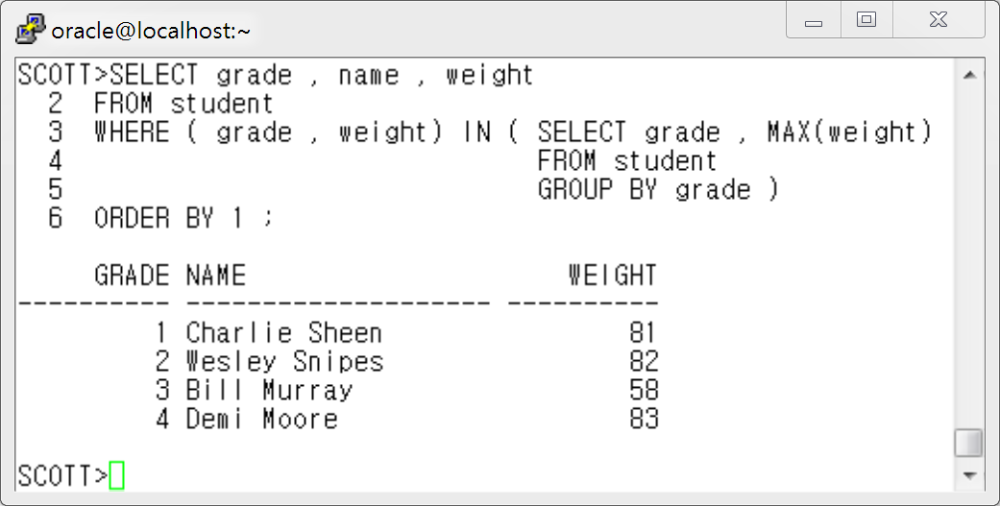 oracle@localhost:~
SCOTT>SELECT grade , name , weight
2 FROM student
3 WHERE ( grade , weight) IN ( SELECT grade , MAX(weight)
4 FROM student
5 GROUP BY grade )
6 ORDER BY 1 ;
GRADE NAME WEIGHT
---------- -------------------- ----------
1 Charlie Sheen 81
2 Wesley Snipes 82
3 Bill Murray 58
4 Demi Moore 83
SCOTT>